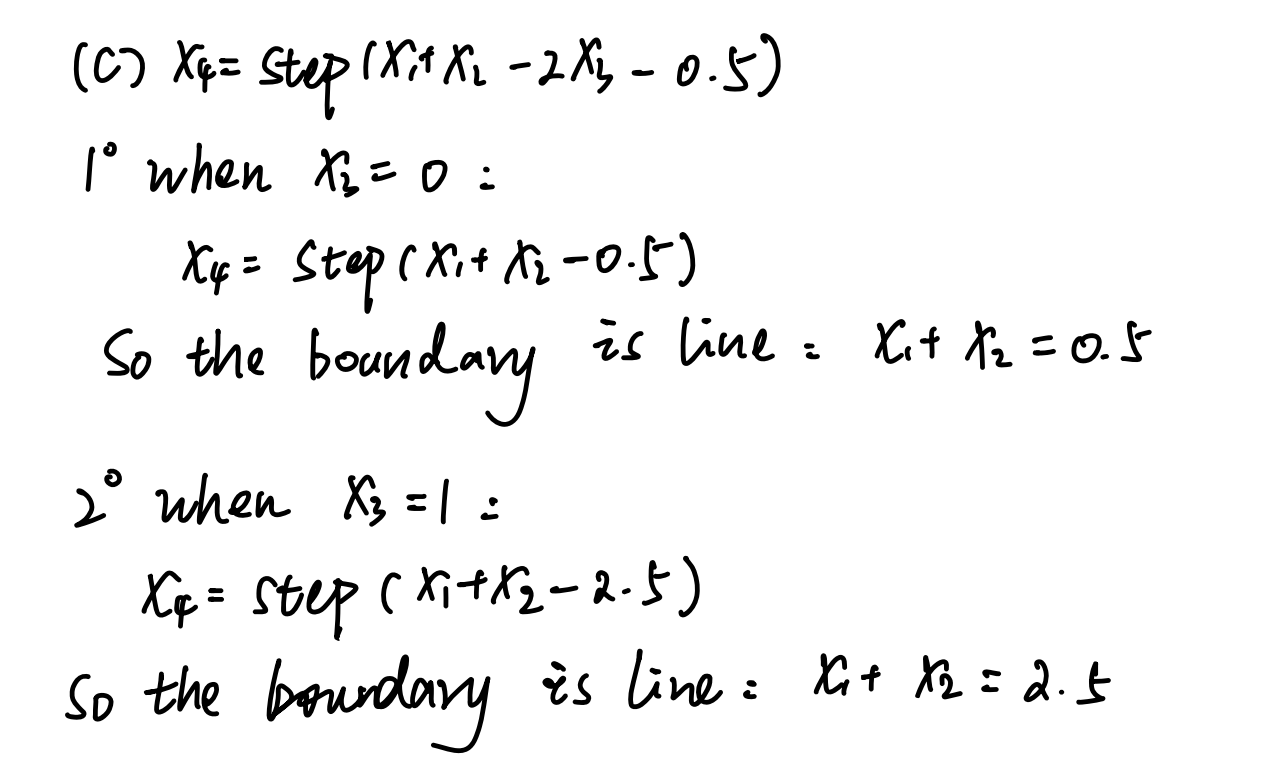 (C) X₄ = step(X₁ + X₂ - 2X₃ - 0.5)
1° when X₃ = 0 :
X₄ = step(X₁ + X₂ - 0.5)
So the boundary is line : X₁ + X₂ = 0.5
2° when X₃ = 1 :
X₄ = step(X₁ + X₂ - 2.5)
So the boundary is line : X₁ + X₂ = 2.5